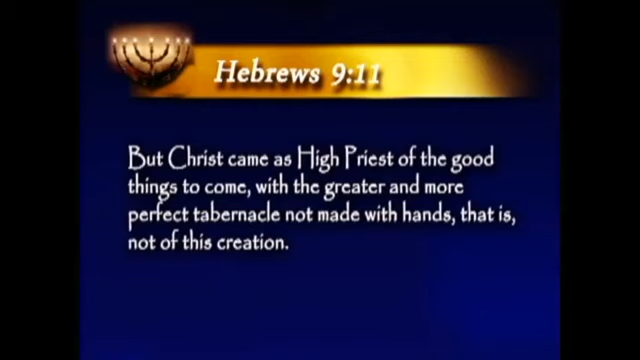 Hebrews 9:11
But Christ came as High Priest of the good
things to come, with the greater and more
perfect tabernacle not made with hands, that is,
not of this creation.